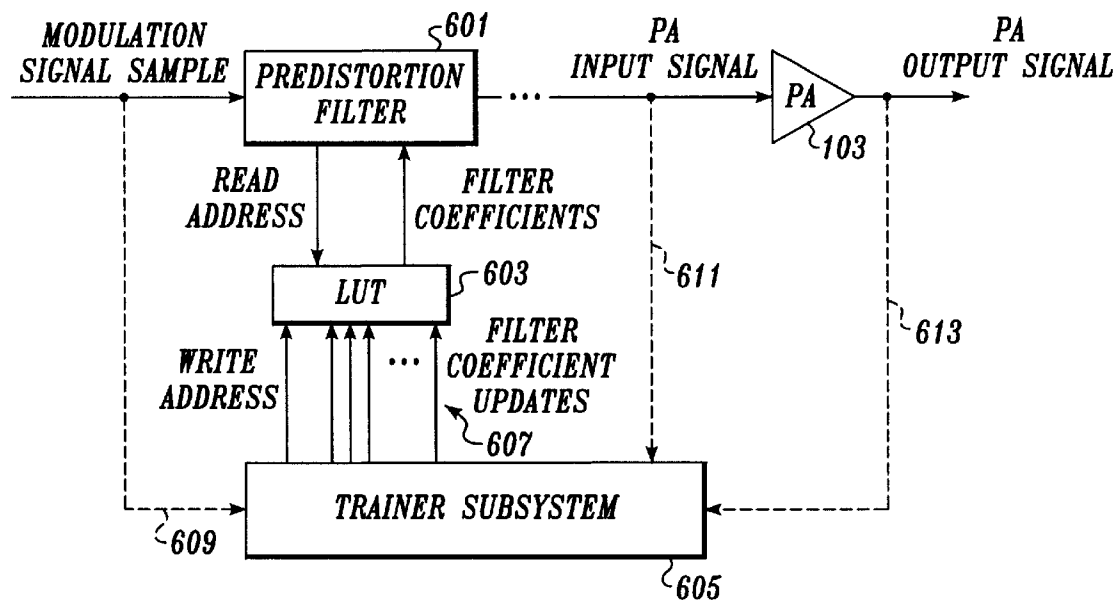 MODULATION
SIGNAL SAMPLE
601
PREDISTORTION
FILTER
...
PA
INPUT SIGNAL
PA
103
PA
OUTPUT SIGNAL
READ
ADDRESS
FILTER
COEFFICIENTS
LUT
603
611
613
WRITE
ADDRESS
...
FILTER
COEFFICIENT
UPDATES
607
TRAINER SUBSYSTEM
609
605